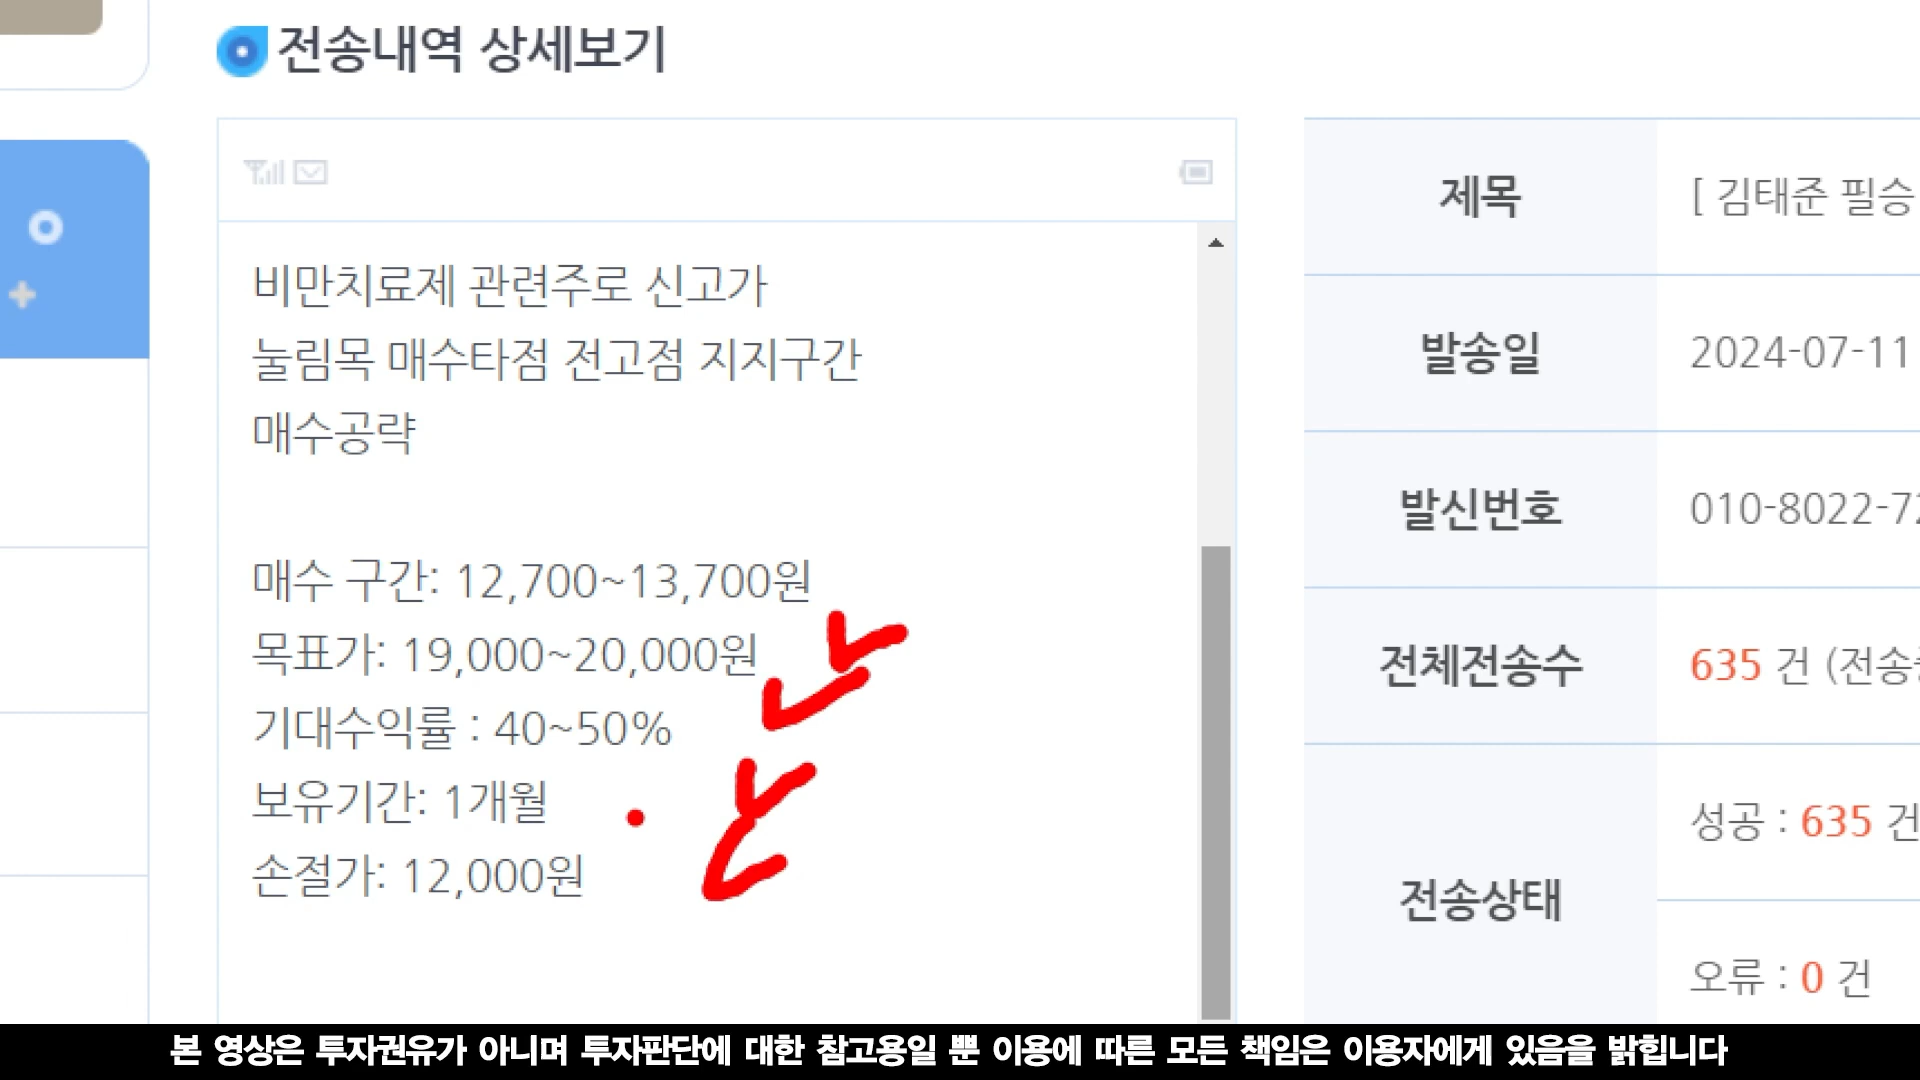 전송내역 상세보기
비만치료제 관련주로 신고가
눌림목 매수타점 전고점 지지구간
매수공략
매수 구간: 12,700~13,700원
목표가: 19,000~20,000원
기대수익률 : 40~50%
보유기간: 1개월
손절가: 12,000원
제목
[ 김태준 필승
발송일
2024-07-11
발신번호
010-8022-72
전체전송수
635 건 (전송
전송상태
성공 : 635 건
오류 : 0 건
본 영상은 투자권유가 아니며 투자판단에 대한 참고용일 뿐 이용에 따른 모든 책임은 이용자에게 있음을 밝힙니다